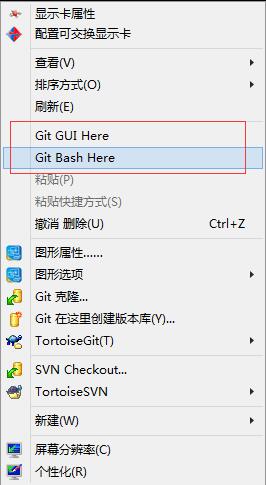 显示卡属性
配置可交换显示卡
查看(V)
排序方式(O)
刷新(E)
Git GUI Here
Git Bash Here
粘贴(P)
粘贴快捷方式(S)
撤消 删除(U) Ctrl+Z
图形属性......
图形选项
Git 克隆...
Git 在这里创建版本库(Y)...
TortoiseGit(T)
SVN Checkout...
TortoiseSVN
新建(W)
屏幕分辨率(C)
个性化(R)